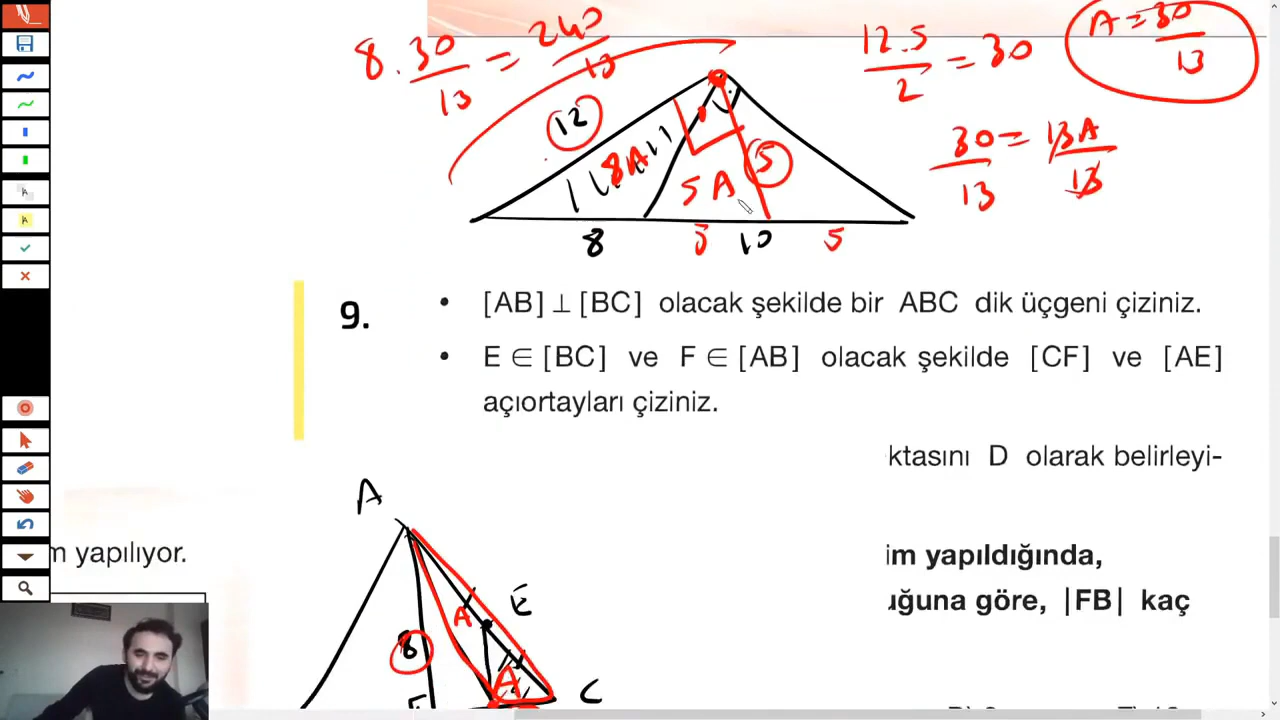 8 . 30/13 = 240/13
12.5/2 = 30
A = 30/13
30/13 = 13A/13
12
8A
5
5A
8
5
10
5
9.
• [AB] ⊥ [BC] olacak şekilde bir ABC dik üçgeni çiziniz.
• E ∈ [BC] ve F ∈ [AB] olacak şekilde [CF] ve [AE]
açıortayları çiziniz.
ktasını D olarak belirleyi-
A
m yapılıyor.
im yapıldığında,
uğuna göre, |FB| kaç
E
A
8
A
C